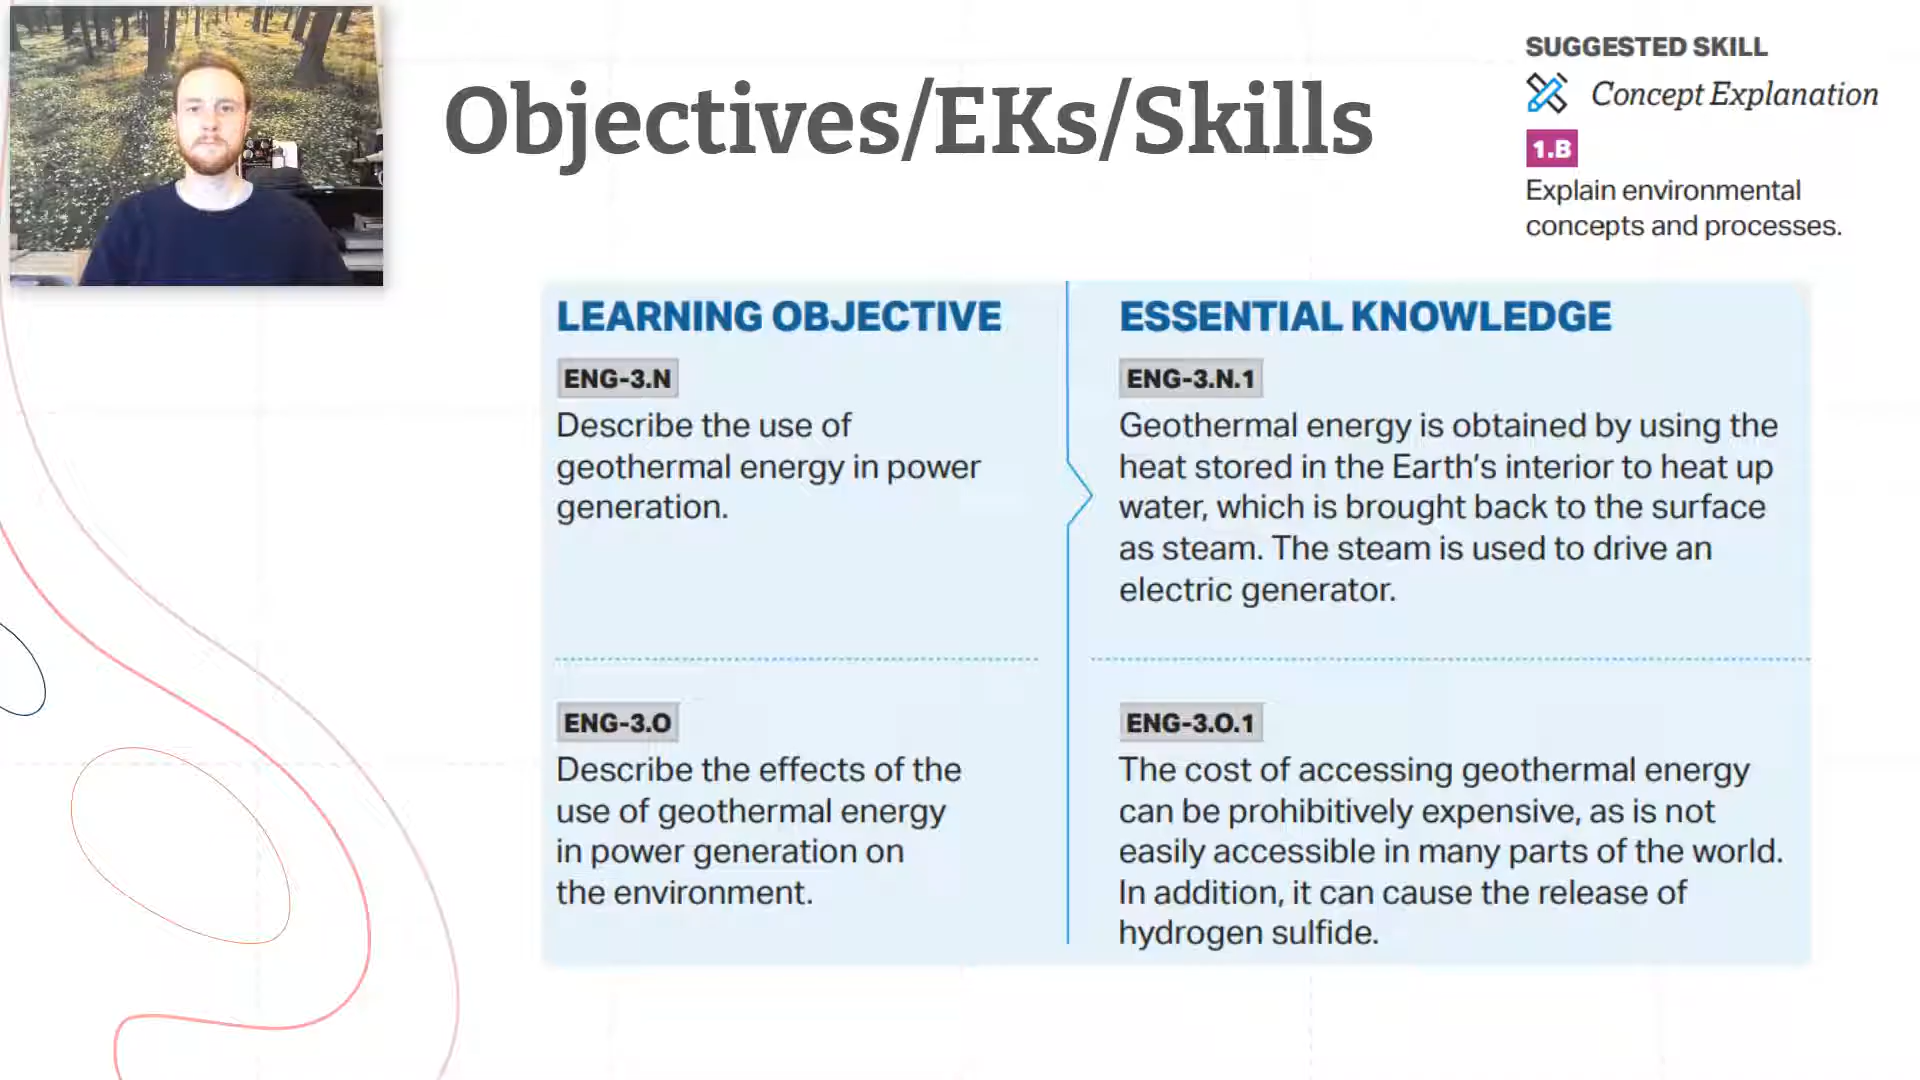 Objectives/EKs/Skills
SUGGESTED SKILL
Concept Explanation
1.B
Explain environmental
concepts and processes.
LEARNING OBJECTIVE
ENG-3.N
Describe the use of
geothermal energy in power
generation.
ENG-3.O
Describe the effects of the
use of geothermal energy
in power generation on
the environment.
ESSENTIAL KNOWLEDGE
ENG-3.N.1
Geothermal energy is obtained by using the
heat stored in the Earth's interior to heat up
water, which is brought back to the surface
as steam. The steam is used to drive an
electric generator.
ENG-3.O.1
The cost of accessing geothermal energy
can be prohibitively expensive, as is not
easily accessible in many parts of the world.
In addition, it can cause the release of
hydrogen sulfide.